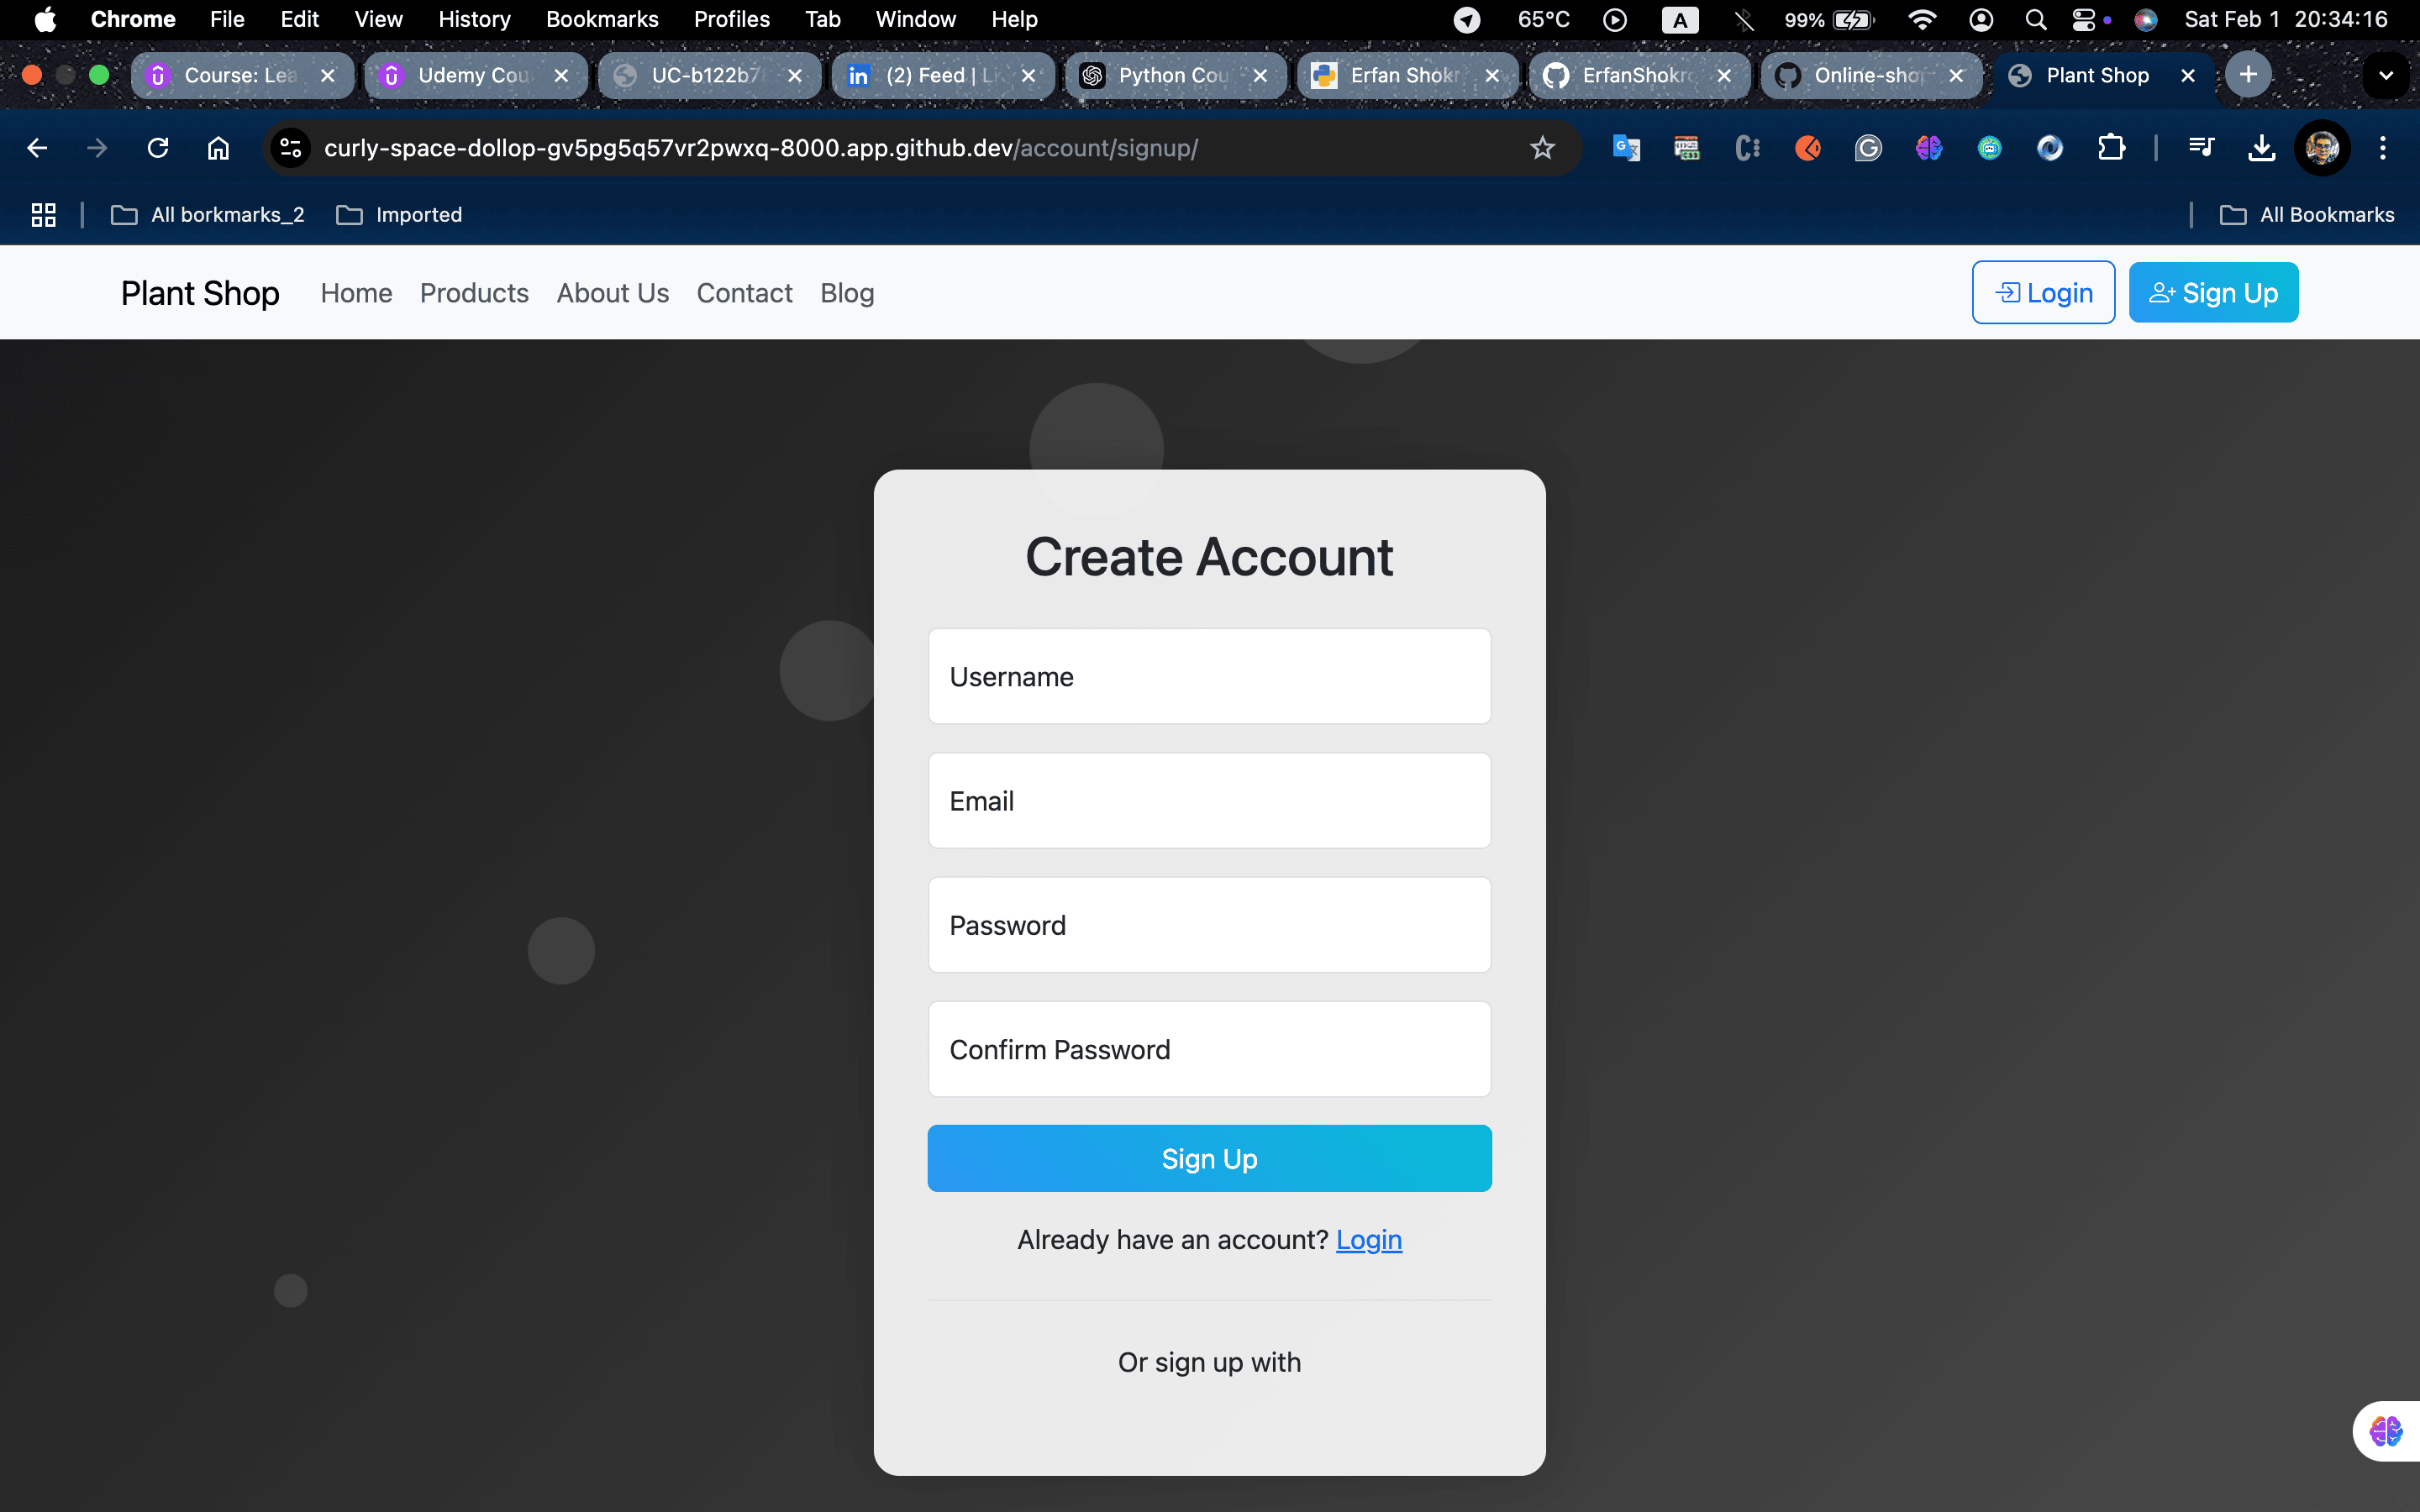 Chrome File Edit View History Bookmarks Profiles Tab Window Help 65°C A 99% Sat Feb 1 20:34:16
Course: Lea Udemy Cou UC-b122b7 in (2) Feed | Li Python Cou Erfan Shokr ErfanShokro Online-shop Plant Shop
curly-space-dollop-gv5pg5q57vr2pwxq-8000.app.github.dev/account/signup/
All borkmarks_2 Imported All Bookmarks
Plant Shop Home Products About Us Contact Blog Login Sign Up
Create Account
Username
Email
Password
Confirm Password
Sign Up
Already have an account? Login
Or sign up with